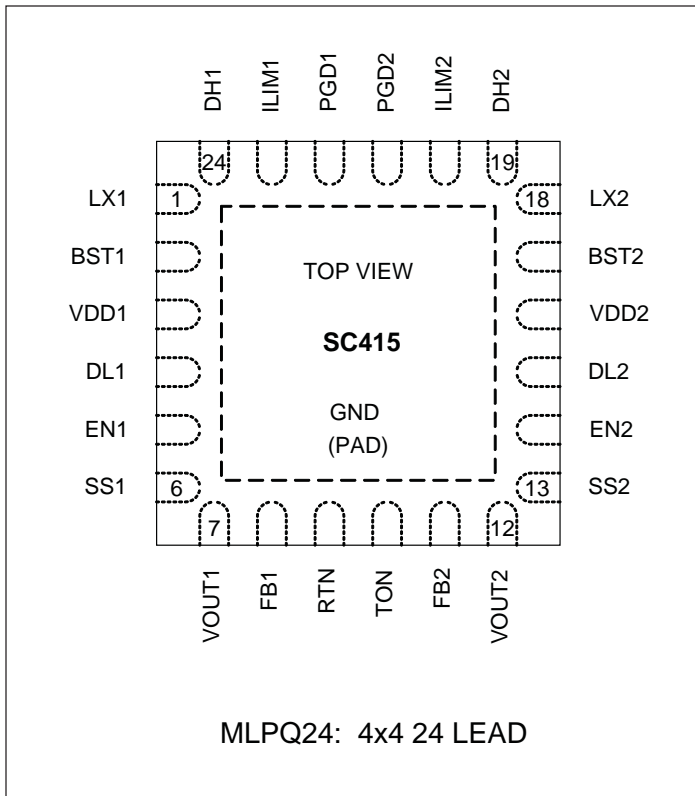 DH1 ILIM1 PGD1 PGD2 ILIM2 DH2
24 19
LX1 1 18 LX2
BST1 BST2
TOP VIEW
VDD1 VDD2
SC415
DL1 DL2
GND
EN1 EN2
(PAD)
SS1 6 13 SS2
7 12
VOUT1 FB1 RTN TON FB2 VOUT2
MLPQ24: 4x4 24 LEAD